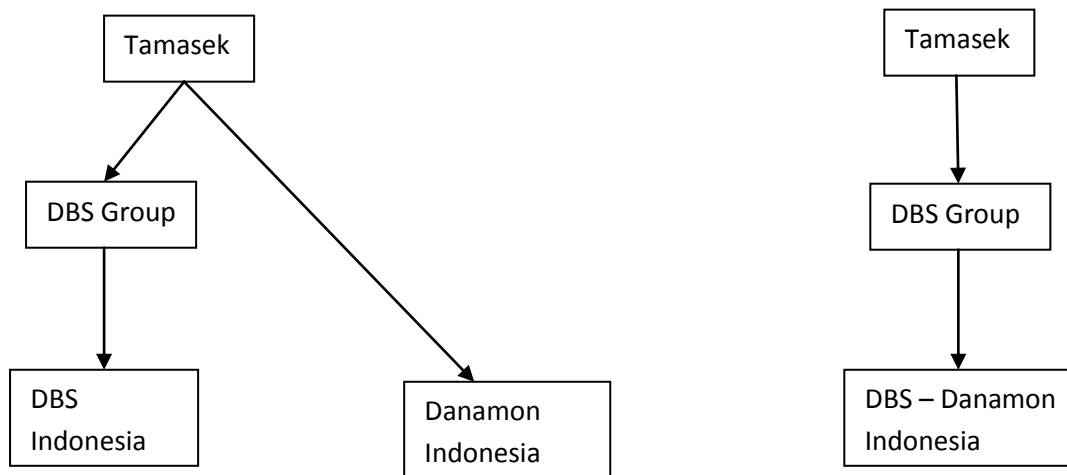 Tamasek
DBS Group
DBS
Indonesia
Danamon
Indonesia
Tamasek
DBS Group
DBS – Danamon
Indonesia